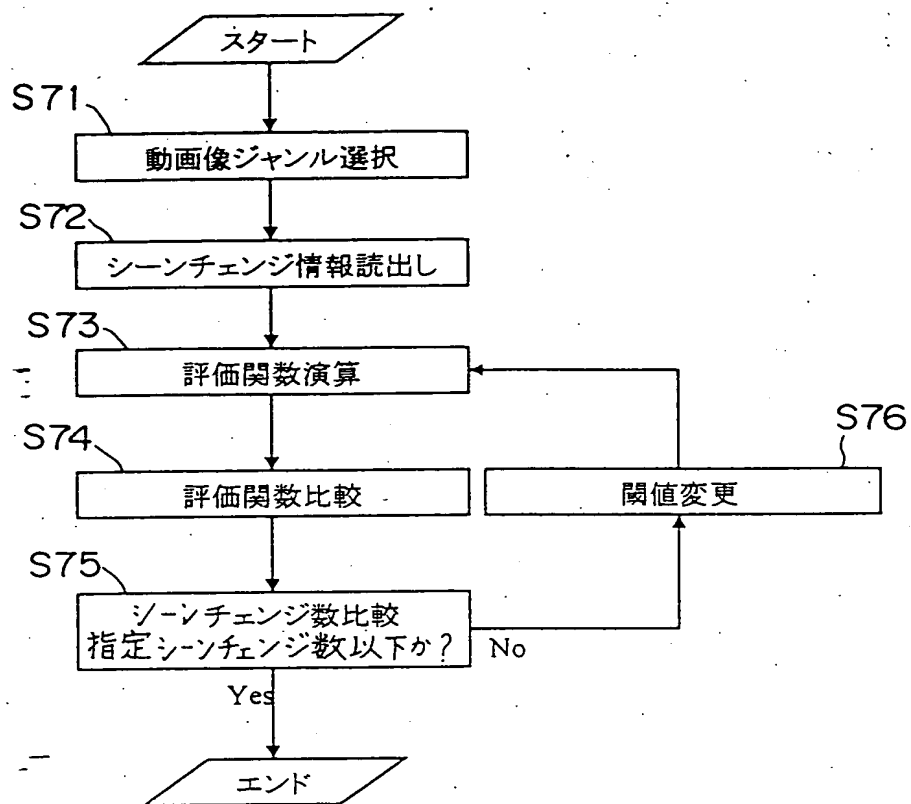 スタート
S71
動画像ジャンル選択
S72
シーンチェンジ情報読出し
S73
評価関数演算
S74
評価関数比較
S76
閾値変更
S75
シーンチェンジ数比較
指定シーンチェンジ数以下か?
No
Yes
エンド